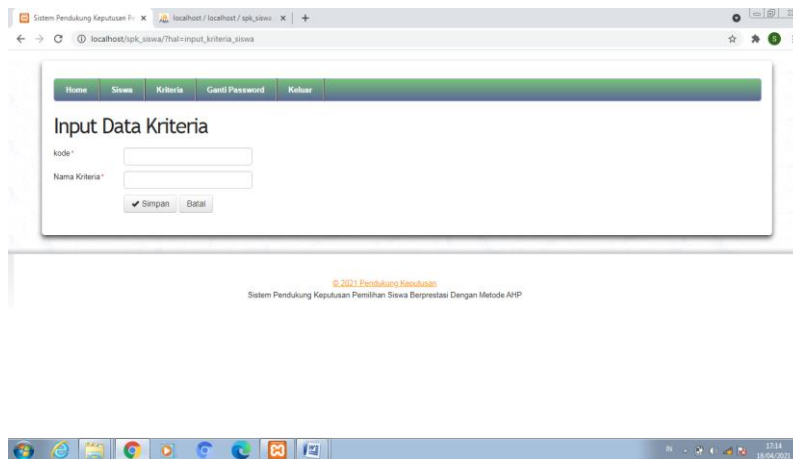 Sistem Pendukung Keputusan Pe
localhost / localhost / spk_siswa
localhost/spk_siswa/?hal=input_kriteria_siswa
S
Home Siswa Kriteria Ganti Password Keluar
Input Data Kriteria
kode*
Nama Kriteria*
Simpan Batal
© 2021 Pendukung Keputusan
Sistem Pendukung Keputusan Pemilihan Siswa Berprestasi Dengan Metode AHP
IN
17:14
18/04/2021